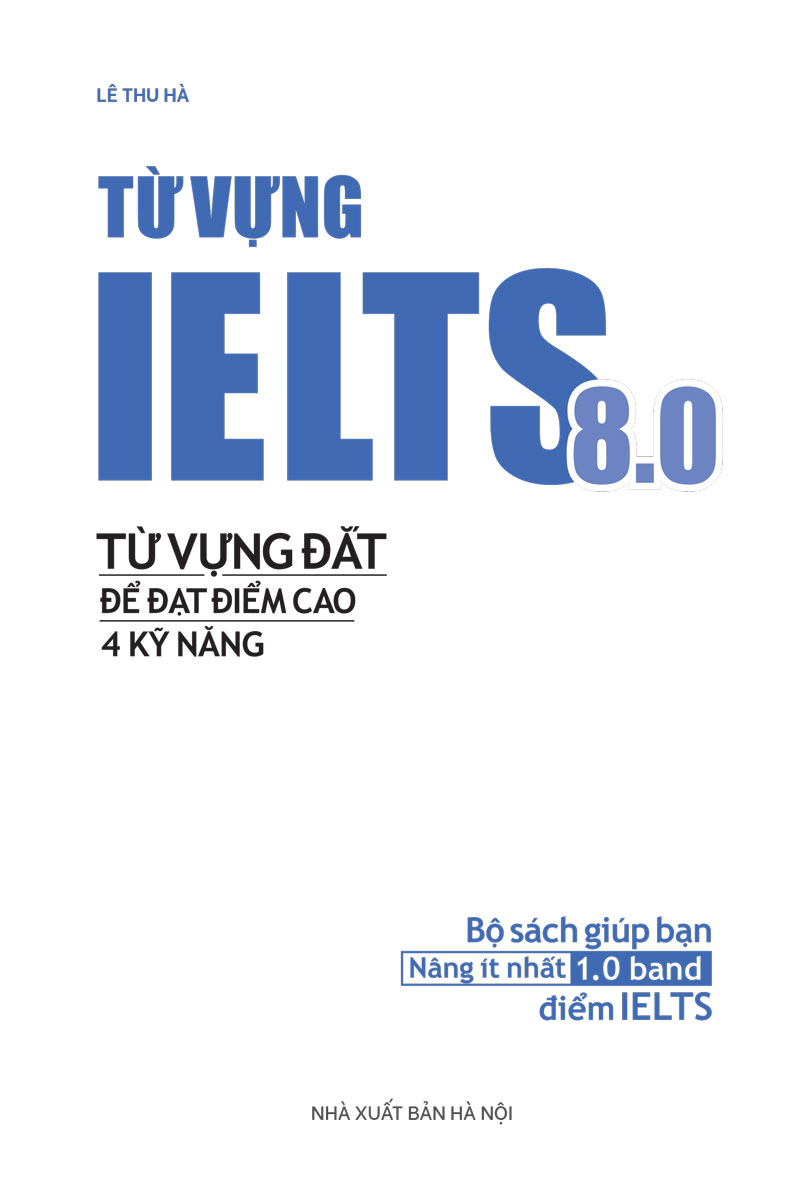 LÊ THU HÀ
TỪ VỰNG
IELTS 8.0
TỪ VỰNG ĐẮT
ĐỂ ĐẠT ĐIỂM CAO
4 KỸ NĂNG
Bộ sách giúp bạn
Nâng ít nhất 1.0 band
điểm IELTS
NHÀ XUẤT BẢN HÀ NỘI